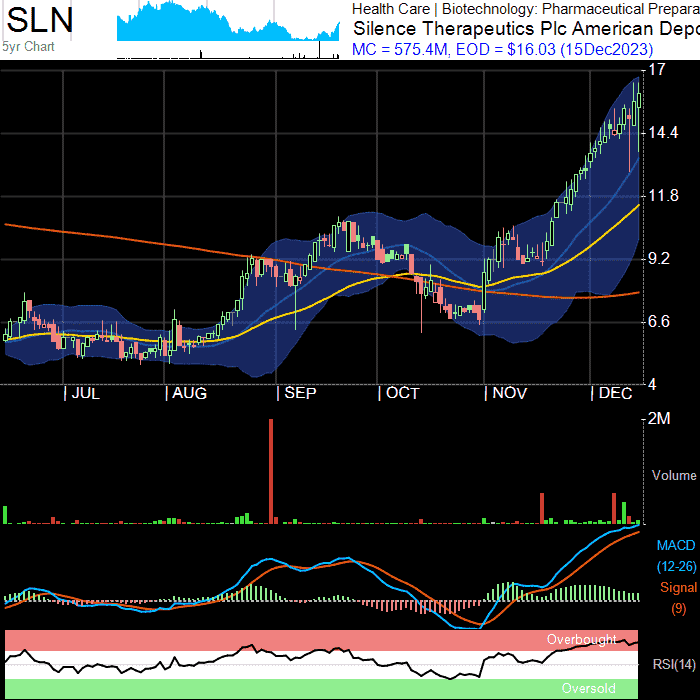 SLN
5yr Chart
Health Care | Biotechnology: Pharmaceutical Prepara
Silence Therapeutics Plc American Depo
MC = 575.4M, EOD = $16.03 (15Dec2023)
17
14.4
11.8
9.2
6.6
4
JUL AUG SEP OCT NOV DEC
2M
Volume
MACD
(12-26)
Signal
(9)
Overbought
RSI(14)
Oversold